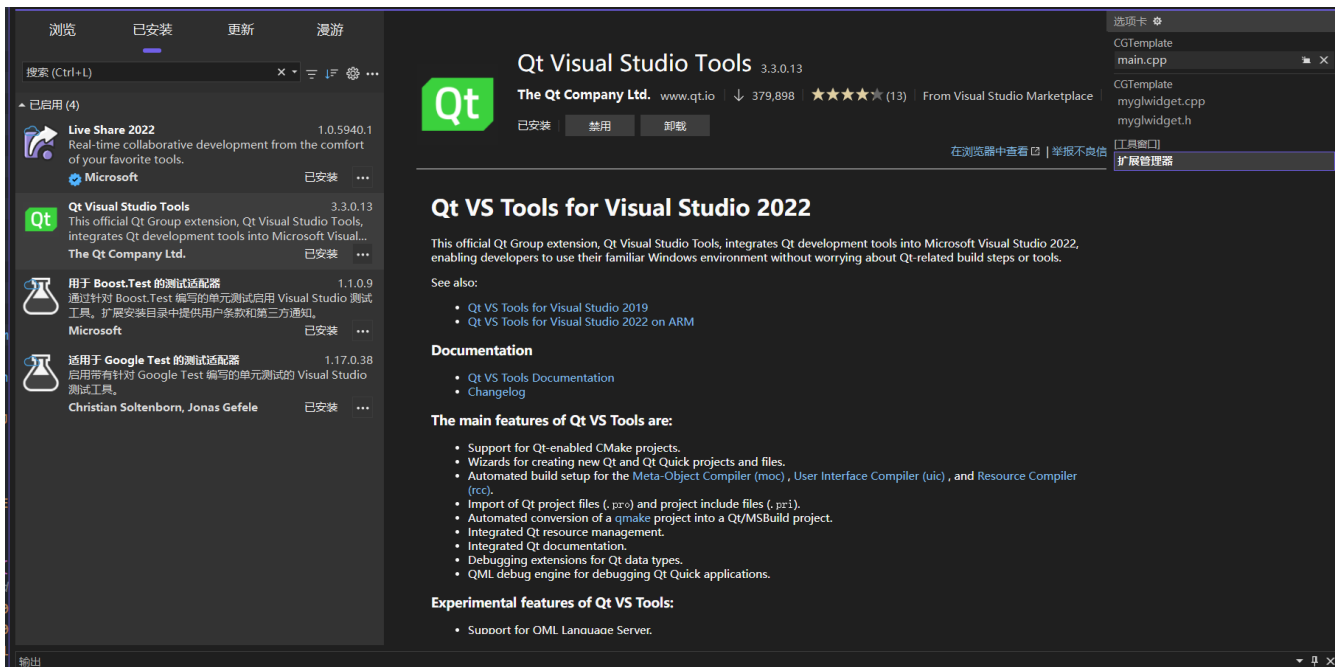 浏览 已安装 更新 漫游
搜索 (Ctrl+L)
已启用 (4)
Live Share 2022 1.0.5940.1
Real-time collaborative development from the comfort
of your favorite tools.
Microsoft 已安装
Qt
Qt Visual Studio Tools 3.3.0.13
This official Qt Group extension, Qt Visual Studio Tools,
integrates Qt development tools into Microsoft Visual...
The Qt Company Ltd. 已安装
用于 Boost.Test 的测试适配器 1.1.0.9
通过针对 Boost.Test 编写的单元测试启用 Visual Studio 测试
工具。扩展安装目录中提供用户条款和第三方通知。
Microsoft 已安装
适用于 Google Test 的测试适配器 1.17.0.38
启用带有针对 Google Test 编写的单元测试的 Visual Studio
测试工具。
Christian Soltenborn, Jonas Gefele 已安装
Qt
Qt Visual Studio Tools 3.3.0.13
The Qt Company Ltd. www.qt.io 379,898 (13) From Visual Studio Marketplace
已安装 禁用 卸载
在浏览器中查看 | 举报不良信
Qt VS Tools for Visual Studio 2022
This official Qt Group extension, Qt Visual Studio Tools, integrates Qt development tools into Microsoft Visual Studio 2022,
enabling developers to use their familiar Windows environment without worrying about Qt-related build steps or tools.
See also:
• Qt VS Tools for Visual Studio 2019
• Qt VS Tools for Visual Studio 2022 on ARM
Documentation
• Qt VS Tools Documentation
• Changelog
The main features of Qt VS Tools are:
• Support for Qt-enabled CMake projects.
• Wizards for creating new Qt and Qt Quick projects and files.
• Automated build setup for the Meta-Object Compiler (moc) , User Interface Compiler (uic) , and Resource Compiler
(rcc).
• Import of Qt project files (.pro) and project include files (.pri).
• Automated conversion of a qmake project into a Qt/MSBuild project.
• Integrated Qt resource management.
• Integrated Qt documentation.
• Debugging extensions for Qt data types.
• QML debug engine for debugging Qt Quick applications.
Experimental features of Qt VS Tools:
• Support for QML Language Server.
选项卡
CGTemplate
main.cpp
CGTemplate
myglwidget.cpp
myglwidget.h
[工具窗口]
扩展管理器
输出